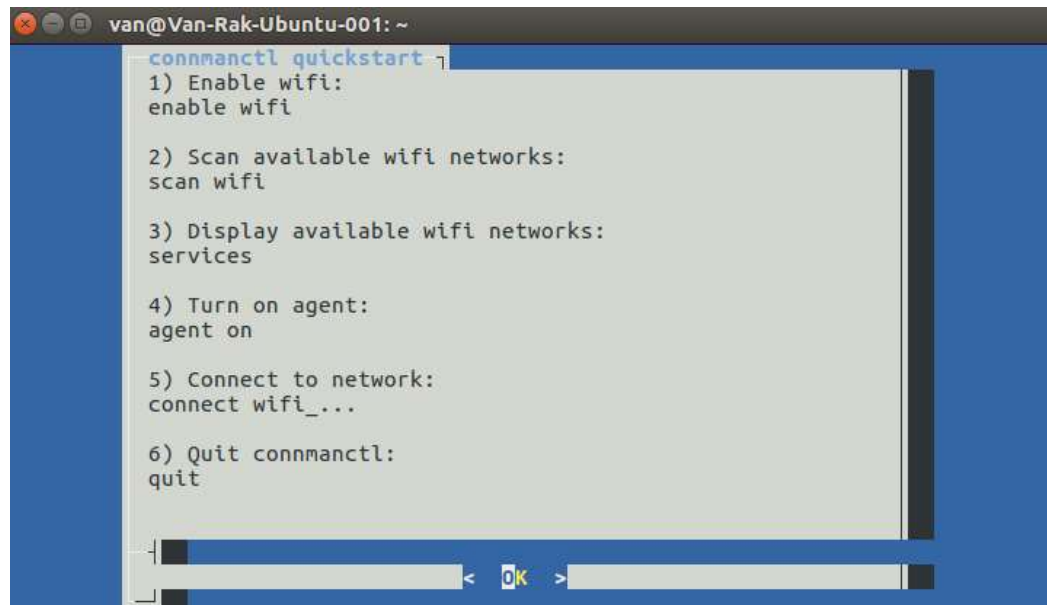 van@Van-Rak-Ubuntu-001: ~
connmanctl quickstart
1) Enable wifi:
enable wifi
2) Scan available wifi networks:
scan wifi
3) Display available wifi networks:
services
4) Turn on agent:
agent on
5) Connect to network:
connect wifi_...
6) Quit connmanctl:
quit
< OK >